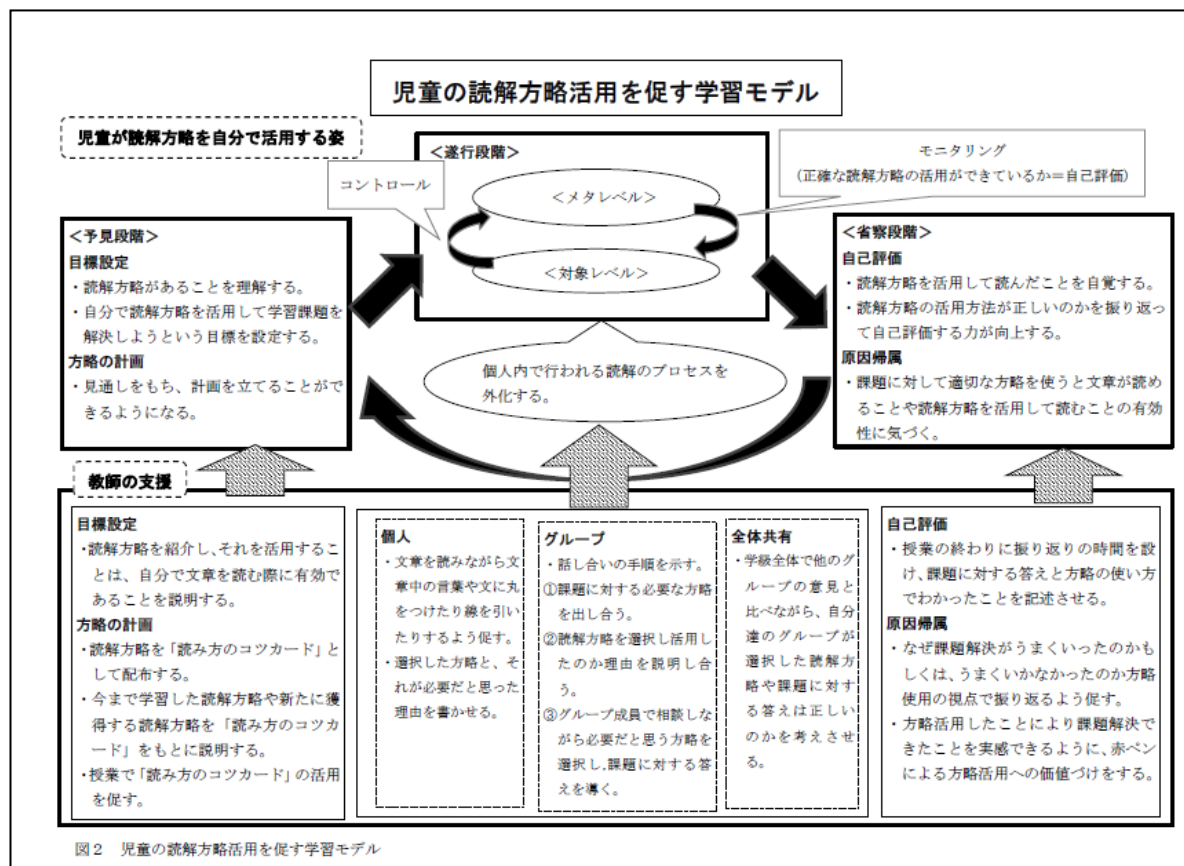 児童の読解方略活用を促す学習モデル
児童が読解方略を自分で活用する姿
＜遂行段階＞
＜メタレベル＞
＜対象レベル＞
コントロール
モニタリング
(正確な読解方略の活用ができているか＝自己評価)
＜予見段階＞
目標設定
・読解方略があることを理解する。
・自分で読解方略を活用して学習課題を
解決しようという目標を設定する。
方略の計画
・見通しをもち、計画を立てることがで
きるようになる。
個人内で行われる読解のプロセスを
外化する。
＜省察段階＞
自己評価
・読解方略を活用して読んだことを自覚する。
・読解方略の活用方法が正しいのかを振り返っ
て自己評価する力が向上する。
原因帰属
・課題に対して適切な方略を使うと文章が読め
ることや読解方略を活用して読むことの有効
性に気づく。
教師の支援
目標設定
・読解方略を紹介し、それを活用するこ
とは、自分で文章を読む際に有効で
あることを説明する。
方略の計画
・読解方略を「読み方のコツカード」と
して配布する。
・今まで学習した読解方略や新たに獲
得する読解方略を「読み方のコツカ
ード」をもとに説明する。
・授業で「読み方のコツカード」の活用
を促す。
個人
・文章を読みながら文
章中の言葉や文に丸
をつけたり線を引い
たりするよう促す。
・選択した方略と、そ
れが必要だと思った
理由を書かせる。
グループ
・話し合いの手順を示す。
①課題に対する必要な方略
を出し合う。
②読解方略を選択し活用し
たのか理由を説明し合
う。
③グループ成員で相談しな
がら必要だと思う方略を
選択し、課題に対する答
えを導く。
全体共有
・学級全体で他のグ
ループの意見と
比べながら、自分
達のグループが
選択した読解方
略や課題に対す
る答えは正しい
のかを考えさせ
る。
自己評価
・授業の終わりに振り返りの時間を設
け、課題に対する答えと方略の使い方
でわかったことを記述させる。
原因帰属
・なぜ課題解決がうまくいったのかも
しくは、うまくいかなかったのか方略
使用の視点で振り返るよう促す。
・方略活用したことにより課題解決で
きたことを実感できるように、赤ペン
による方略活用への価値づけをする。
図２　児童の読解方略活用を促す学習モデル